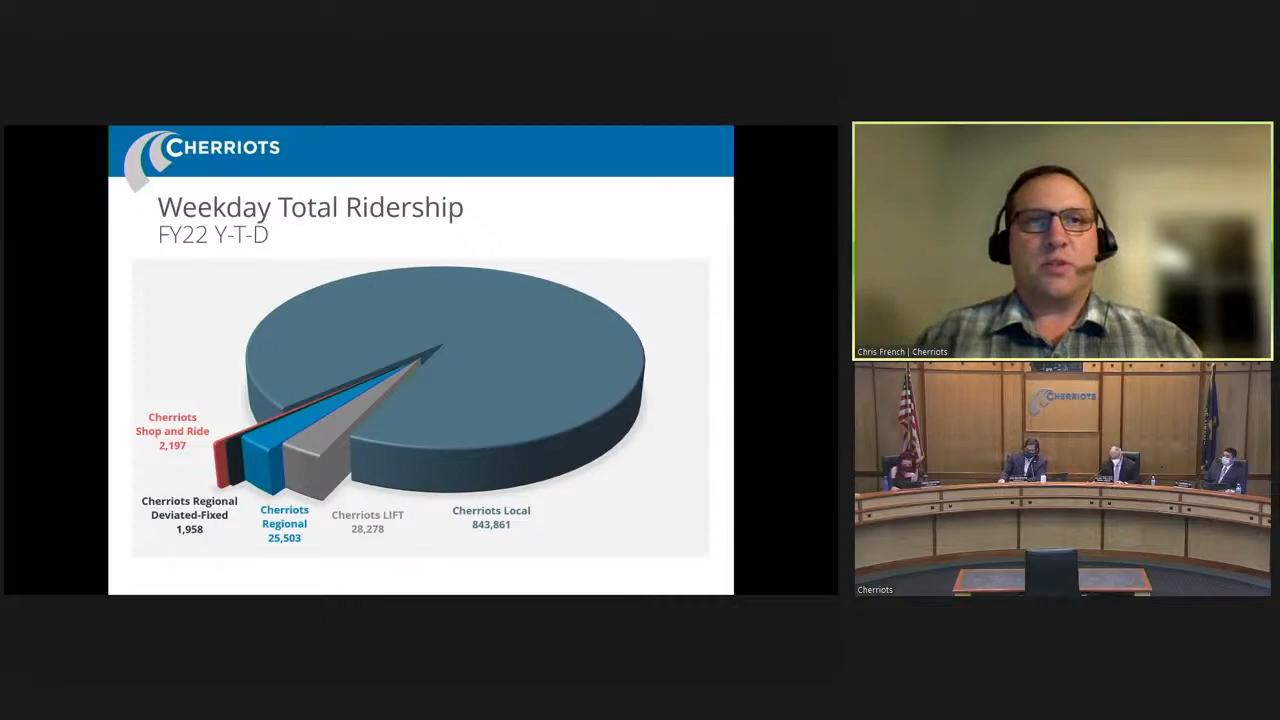 CHERRIOTS
Weekday Total Ridership
FY22 Y-T-D
Cherriots
Shop and Ride
2,197
Cherriots Regional
Deviated-Fixed
1,958
Cherriots
Regional
25,503
Cherriots LIFT
28,278
Cherriots Local
843,861
Chris French | Cherriots
CHERRIOTS
Cherriots